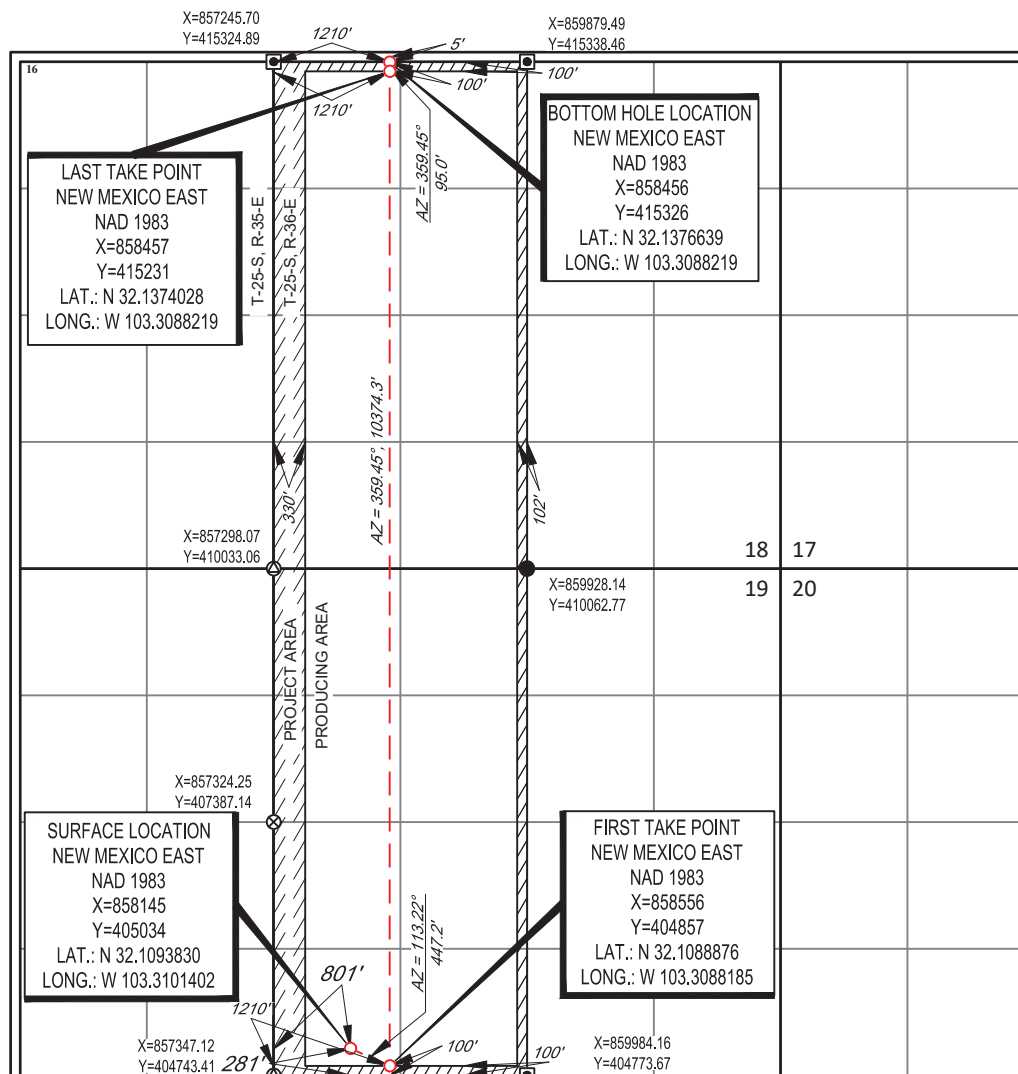 X=857245.70
Y=415324.89
1210'
5'
X=859879.49
Y=415338.46
16
100'
100'
1210'
BOTTOM HOLE LOCATION
NEW MEXICO EAST
NAD 1983
X=858456
Y=415326
LAT.: N 32.1376639
LONG.: W 103.3088219
LAST TAKE POINT
NEW MEXICO EAST
NAD 1983
X=858457
Y=415231
LAT.: N 32.1374028
LONG.: W 103.3088219
T-25-S, R-35-E
T-25-S, R-36-E
AZ = 359.45°
95.0'
AZ = 359.45°, 10374.3'
330'
102'
X=857298.07
Y=410033.06
18 17
19 20
X=859928.14
Y=410062.77
PROJECT AREA
PRODUCING AREA
X=857324.25
Y=407387.14
SURFACE LOCATION
NEW MEXICO EAST
NAD 1983
X=858145
Y=405034
LAT.: N 32.1093830
LONG.: W 103.3101402
FIRST TAKE POINT
NEW MEXICO EAST
NAD 1983
X=858556
Y=404857
LAT.: N 32.1088876
LONG.: W 103.3088185
AZ = 113.22°
447.2'
801'
1210'
X=857347.12
Y=404743.41
281'
100'
100'
X=859984.16
Y=404773.67